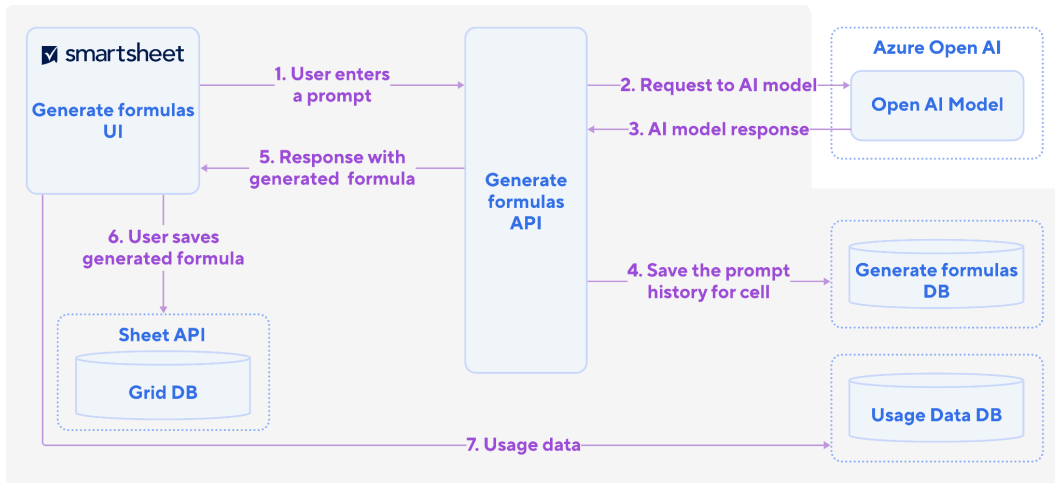 smartsheet
Generate formulas
UI
1. User enters
a prompt
2. Request to AI model
3. AI model response
Azure Open AI
Open AI Model
5. Response with
generated formula
Generate
formulas
API
6. User saves
generated formula
4. Save the prompt
history for cell
Generate formulas
DB
Sheet API
Grid DB
Usage Data DB
7. Usage data